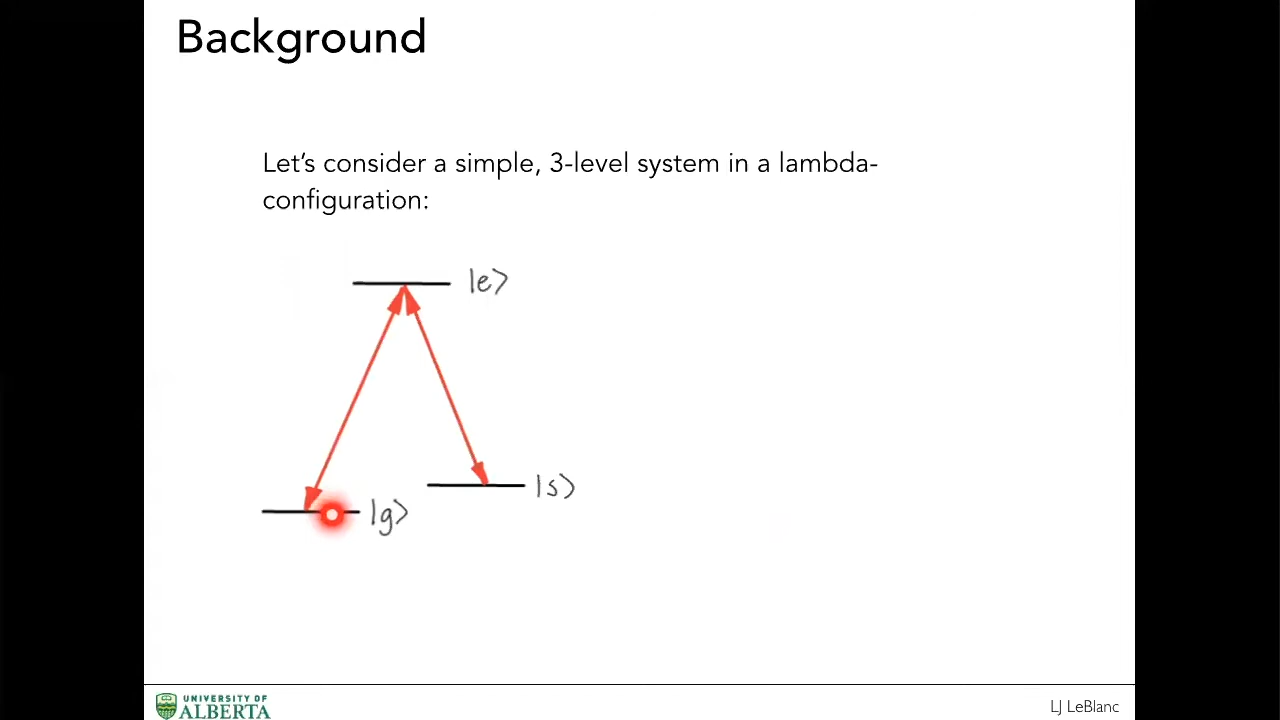 Background
Let's consider a simple, 3-level system in a lambda-
configuration:
|e⟩
|s⟩
|g⟩
UNIVERSITY OF
ALBERTA
LJ LeBlanc